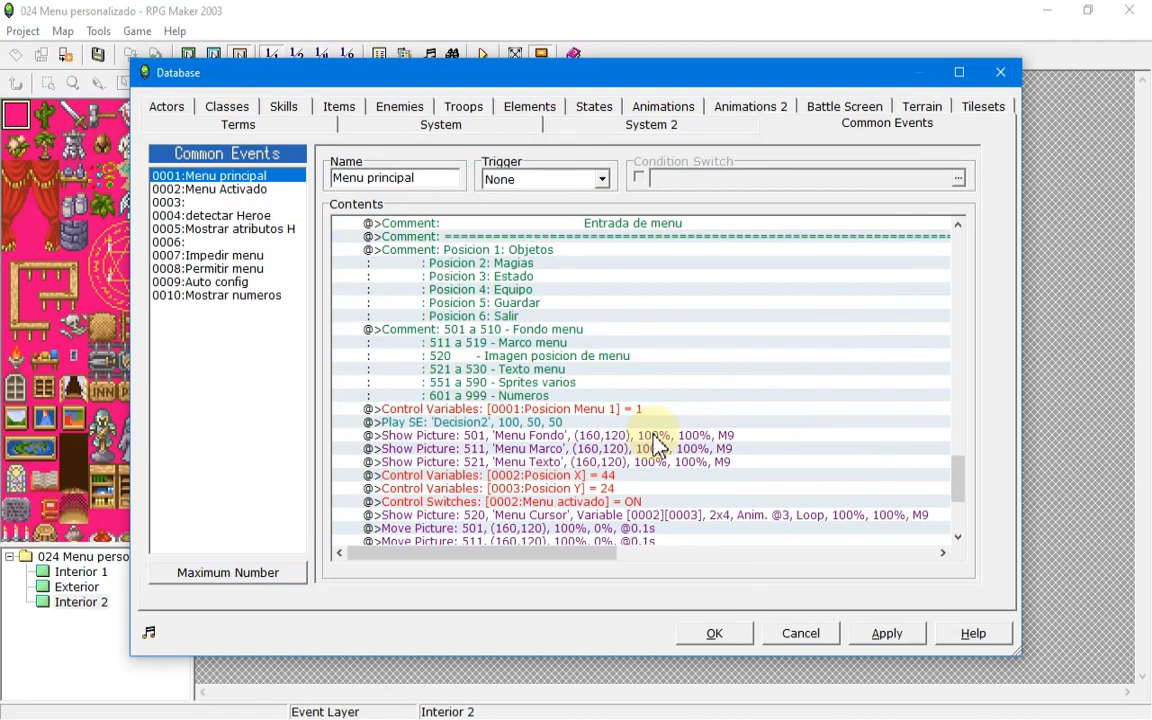 024 Menu personalizado - RPG Maker 2003
Project Map Tools Game Help
Database
Actors Classes Skills Items Enemies Troops Elements States Animations Animations 2 Battle Screen Terrain Tilesets
Terms System System 2 Common Events
Common Events
0001:Menu principal
0002:Menu Activado
0003:
0004:detectar Heroe
0005:Mostrar atributos H
0006:
0007:Impedir menu
0008:Permitir menu
0009:Auto config
0010:Mostrar numeros
Maximum Number
Name
Menu principal
Trigger
None
Condition Switch
...
Contents
@>Comment: Entrada de menu
@>Comment: ==================================================
@>Comment: Posicion 1: Objetos
: : Posicion 2: Magias
: : Posicion 3: Estado
: : Posicion 4: Equipo
: : Posicion 5: Guardar
: : Posicion 6: Salir
@>Comment: 501 a 510 - Fondo menu
: : 511 a 519 - Marco menu
: : 520 - Imagen posicion de menu
: : 521 a 530 - Texto menu
: : 551 a 590 - Sprites varios
: : 601 a 999 - Numeros
@>Control Variables: [0001:Posicion Menu 1] = 1
@>Play SE: 'Decision2', 100, 50, 50
@>Show Picture: 501, 'Menu Fondo', (160,120), 100%, 100%, M9
@>Show Picture: 511, 'Menu Marco', (160,120), 100%, 100%, M9
@>Show Picture: 521, 'Menu Texto', (160,120), 100%, 100%, M9
@>Control Variables: [0002:Posicion X] = 44
@>Control Variables: [0003:Posicion Y] = 24
@>Control Switches: [0002:Menu activado] = ON
@>Show Picture: 520, 'Menu Cursor', Variable [0002][0003], 2x4, Anim. @3, Loop, 100%, 100%, M9
@>Move Picture: 501, (160,120), 100%, 0%, @0.1s
@>Move Picture: 511, (160,120), 100%, 0%, @0.1s
OK Cancel Apply Help
024 Menu perso
Interior 1
Exterior
Interior 2
Event Layer Interior 2